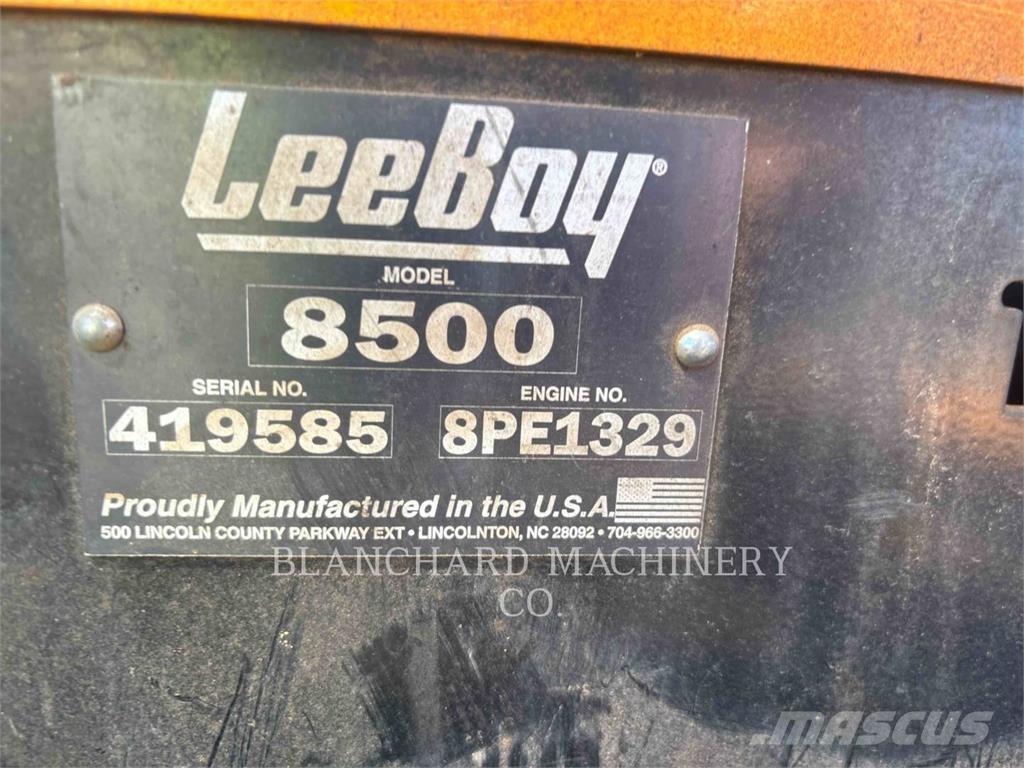 LeeBoy®
MODEL
8500
SERIAL NO. ENGINE NO.
419585 8PE1329
Proudly Manufactured in the U.S.A.
500 LINCOLN COUNTY PARKWAY EXT • LINCOLNTON, NC 28092 • 704-966-3300
BLANCHARD MACHINERY
CO.
MASCUS